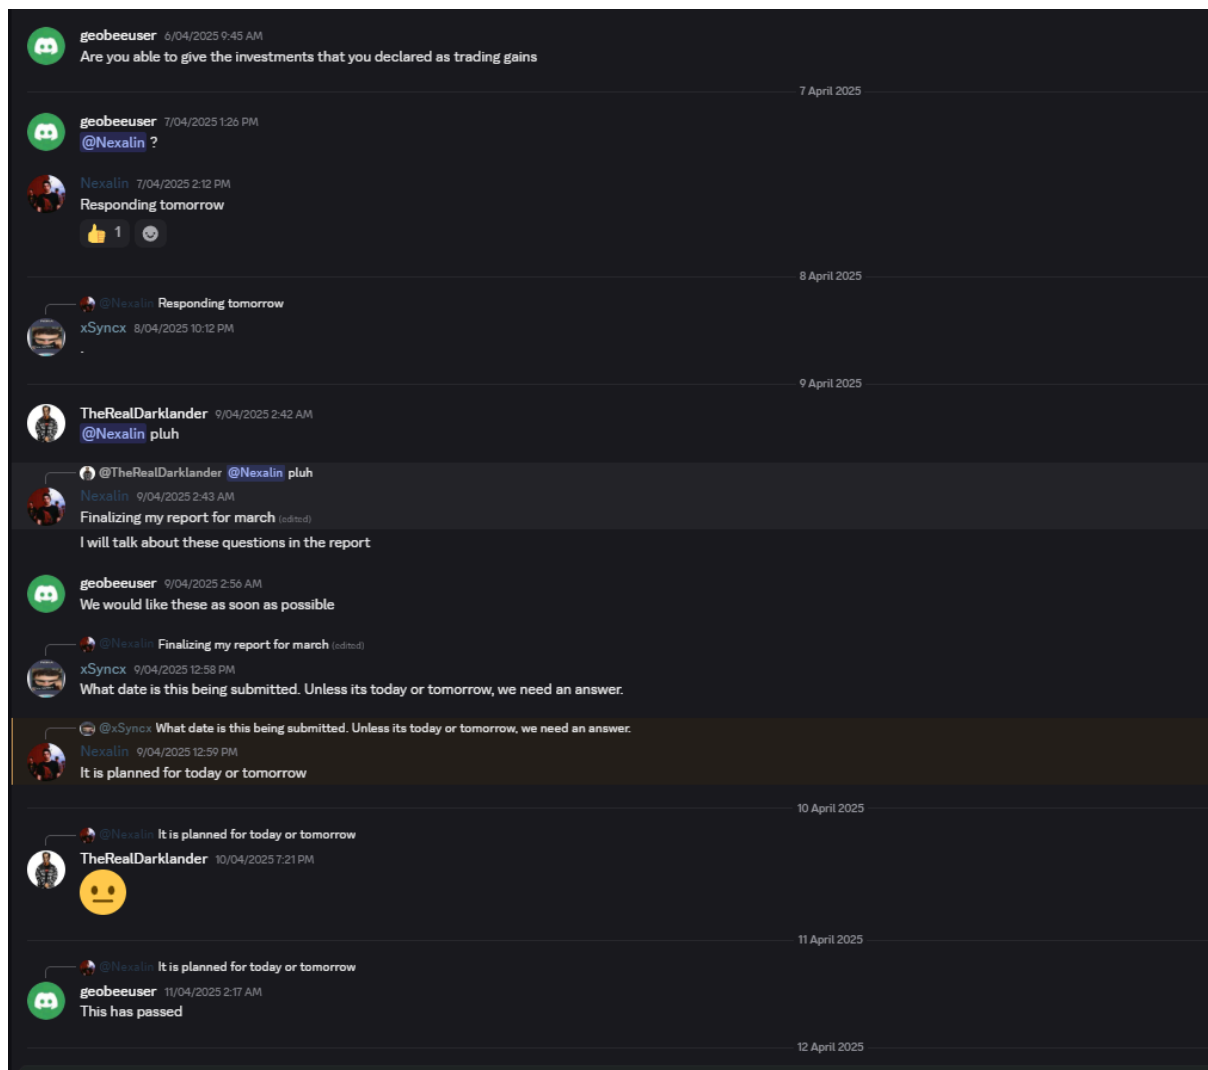 geobeeuser 6/04/2025 9:45 AM
Are you able to give the investments that you declared as trading gains
7 April 2025
geobeeuser 7/04/2025 1:26 PM
@Nexalin ?
Nexalin 7/04/2025 2:12 PM
Responding tomorrow
👍 1
8 April 2025
@Nexalin Responding tomorrow
xSyncx 8/04/2025 10:12 PM
.
9 April 2025
TheRealDarklander 9/04/2025 2:42 AM
@Nexalin pluh
@TheRealDarklander @Nexalin pluh
Nexalin 9/04/2025 2:43 AM
Finalizing my report for march (edited)
I will talk about these questions in the report
geobeeuser 9/04/2025 2:56 AM
We would like these as soon as possible
@Nexalin Finalizing my report for march (edited)
xSyncx 9/04/2025 12:58 PM
What date is this being submitted. Unless its today or tomorrow, we need an answer.
@xSyncx What date is this being submitted. Unless its today or tomorrow, we need an answer.
Nexalin 9/04/2025 12:59 PM
It is planned for today or tomorrow
10 April 2025
@Nexalin It is planned for today or tomorrow
TheRealDarklander 10/04/2025 7:21 PM
😐
11 April 2025
@Nexalin It is planned for today or tomorrow
geobeeuser 11/04/2025 2:17 AM
This has passed
12 April 2025